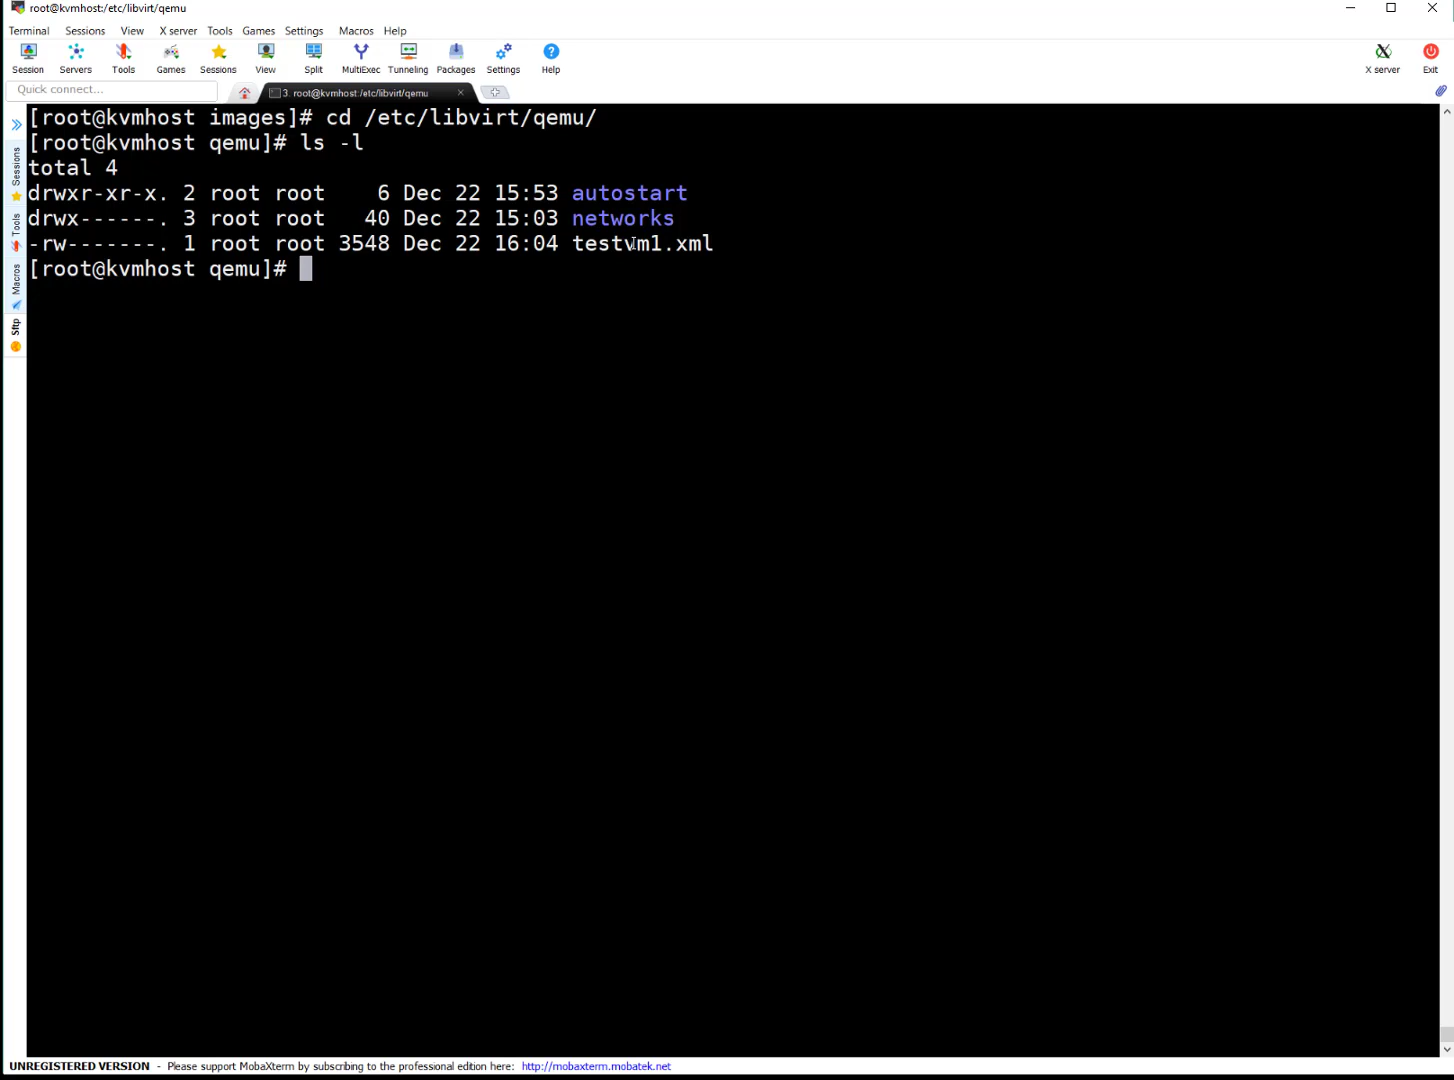 root@kvmhost:/etc/libvirt/qemu
Terminal Sessions View X server Tools Games Settings Macros Help
Session Servers Tools Games Sessions View Split MultiExec Tunneling Packages Settings Help X server Exit
Quick connect...
3. root@kvmhost:/etc/libvirt/qemu
[root@kvmhost images]# cd /etc/libvirt/qemu/
[root@kvmhost qemu]# ls -l
total 4
drwxr-xr-x. 2 root root    6 Dec 22 15:53 autostart
drwx------. 3 root root   40 Dec 22 15:03 networks
-rw-------. 1 root root 3548 Dec 22 16:04 testvm1.xml
[root@kvmhost qemu]#
Sessions
Tools
Macros
Sftp
UNREGISTERED VERSION - Please support MobaXterm by subscribing to the professional edition here: http://mobaxterm.mobatek.net